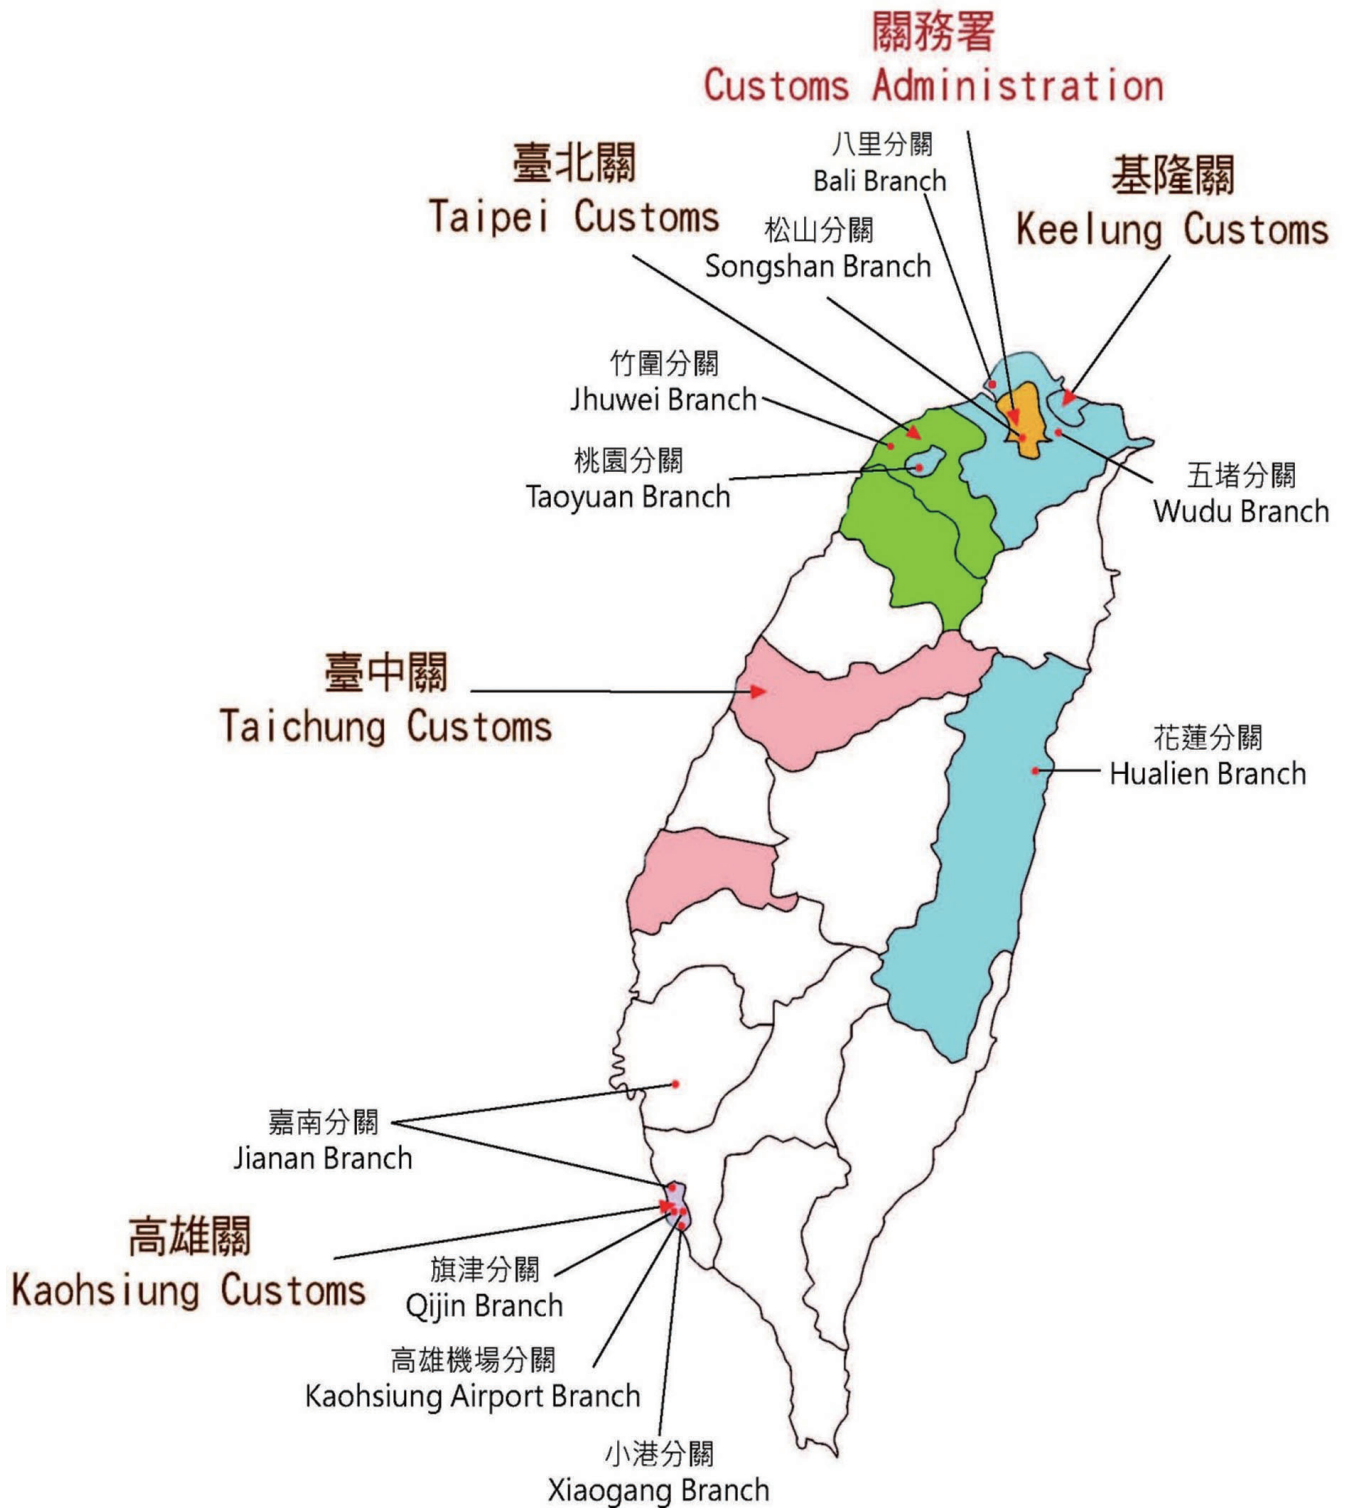 關務署
Customs Administration
八里分關
Bali Branch
臺北關
Taipei Customs
基隆關
Keelung Customs
松山分關
Songshan Branch
竹圍分關
Jhuwei Branch
桃園分關
Taoyuan Branch
五堵分關
Wudu Branch
臺中關
Taichung Customs
花蓮分關
Hualien Branch
嘉南分關
Jianan Branch
高雄關
Kaohsiung Customs
旗津分關
Qijin Branch
高雄機場分關
Kaohsiung Airport Branch
小港分關
Xiaogang Branch